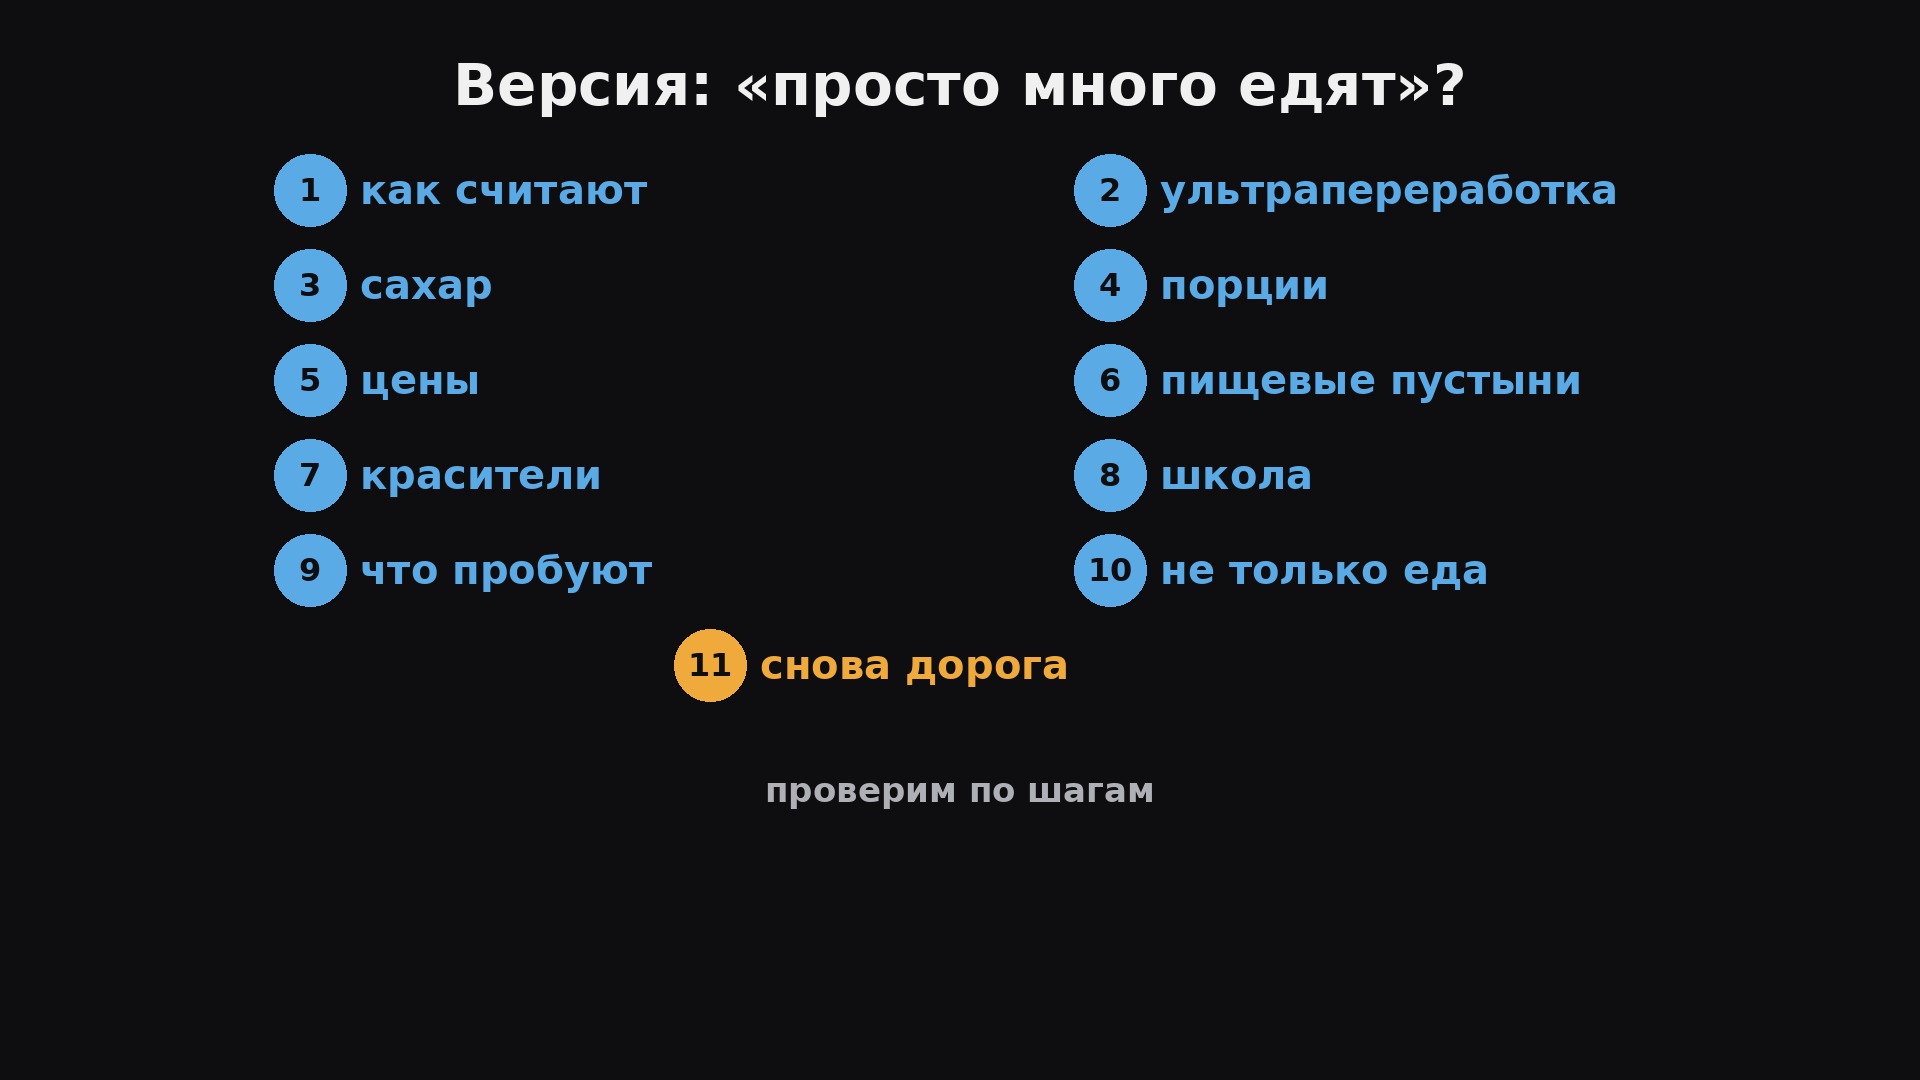 Версия: «просто много едят»?
1 как считают
2 ультрапереработка
3 сахар
4 порции
5 цены
6 пищевые пустыни
7 красители
8 школа
9 что пробуют
10 не только еда
11 снова дорога
проверим по шагам